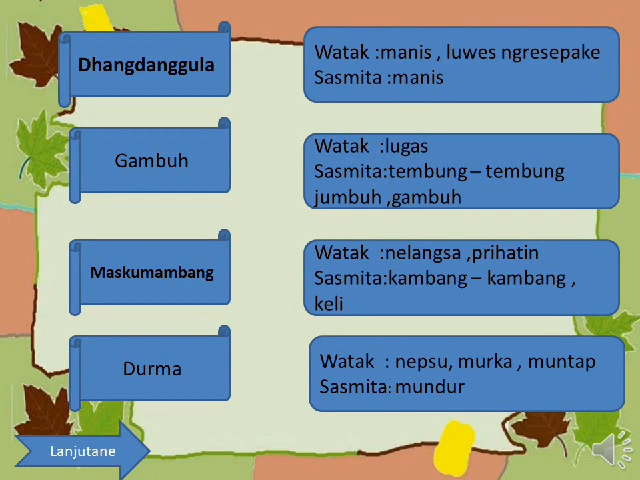 Dhangdanggula
Watak :manis , luwes ngresepake
Sasmita :manis
Gambuh
Watak  :lugas
Sasmita:tembung – tembung
jumbuh ,gambuh
Maskumambang
Watak  :nelangsa ,prihatin
Sasmita:kambang – kambang ,
keli
Durma
Watak  : nepsu, murka , muntap
Sasmita: mundur
Lanjutane